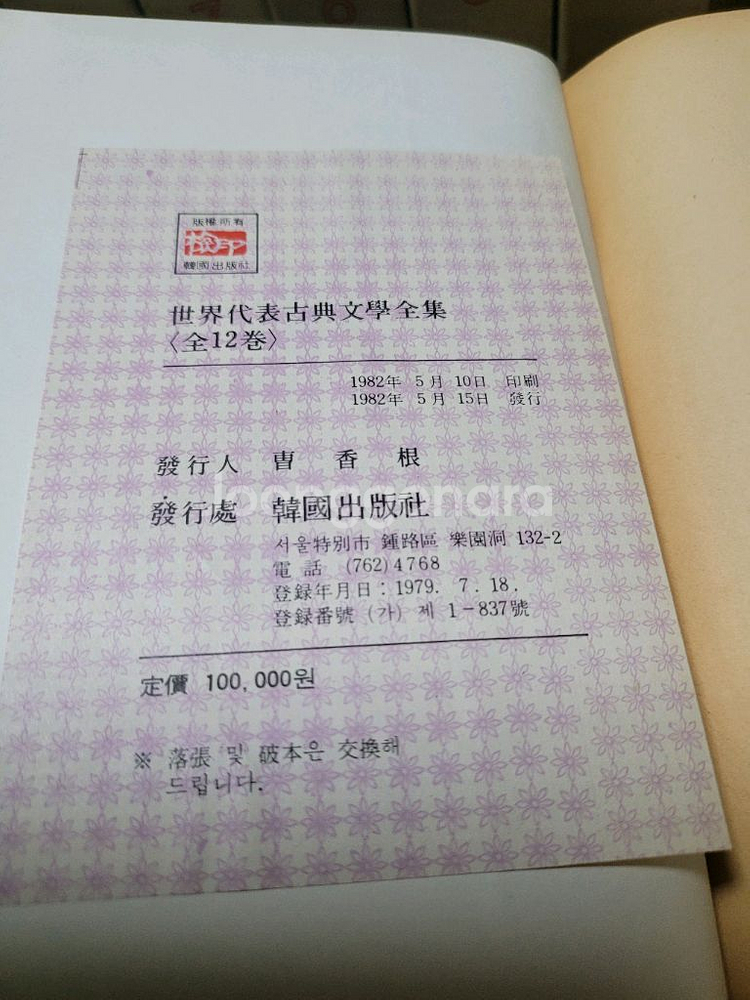 版權所有
檢印
韓國出版社
世界代表古典文學全集
〈全12巻〉
1982年 5月 10日 印刷
1982年 5月 15日 發行
發行人 曺香根
發行處 韓國出版社
서울特別市 鍾路區 樂園洞 132-2
電話 (762)4768
登録年月日：1979. 7. 18.
登録番號 (가) 제 1-837號
定價 100,000원
※ 落張 및 破本은 交換해
드립니다.
joonggonara